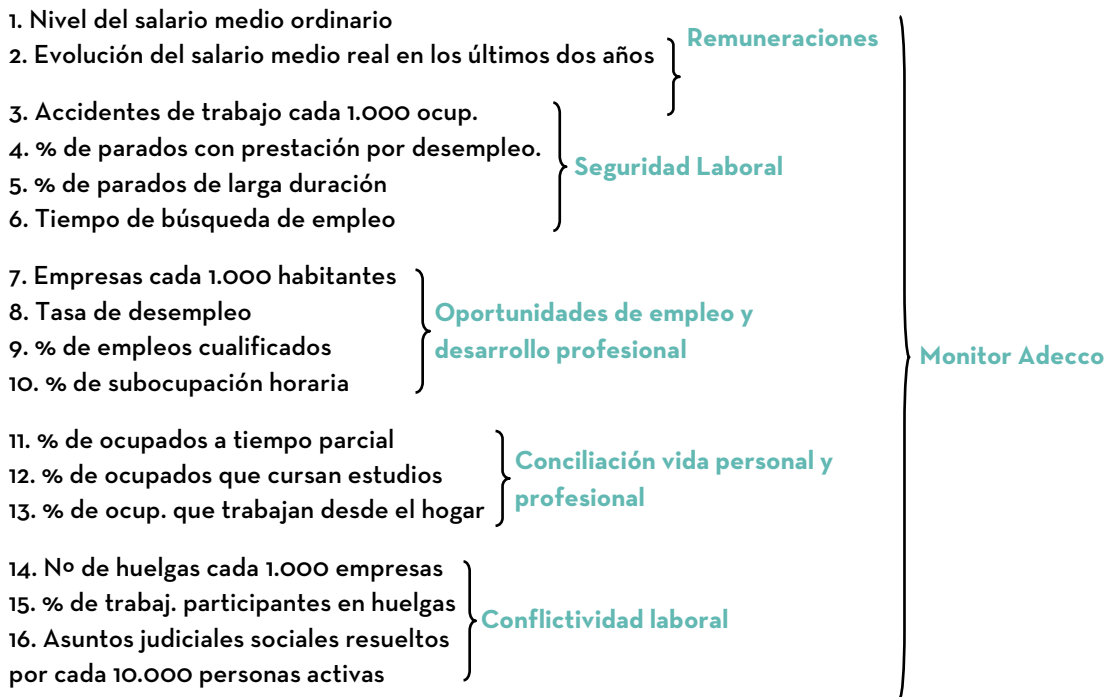 1. Nivel del salario medio ordinario
2. Evolución del salario medio real en los últimos dos años
Remuneraciones
3. Accidentes de trabajo cada 1.000 ocup.
4. % de parados con prestación por desempleo.
5. % de parados de larga duración
6. Tiempo de búsqueda de empleo
Seguridad Laboral
7. Empresas cada 1.000 habitantes
8. Tasa de desempleo
9. % de empleos cualificados
10. % de subocupación horaria
Oportunidades de empleo y
desarrollo profesional
11. % de ocupados a tiempo parcial
12. % de ocupados que cursan estudios
13. % de ocup. que trabajan desde el hogar
Conciliación vida personal y
profesional
14. Nº de huelgas cada 1.000 empresas
15. % de trabaj. participantes en huelgas
16. Asuntos judiciales sociales resueltos
por cada 10.000 personas activas
Conflictividad laboral
Monitor Adecco